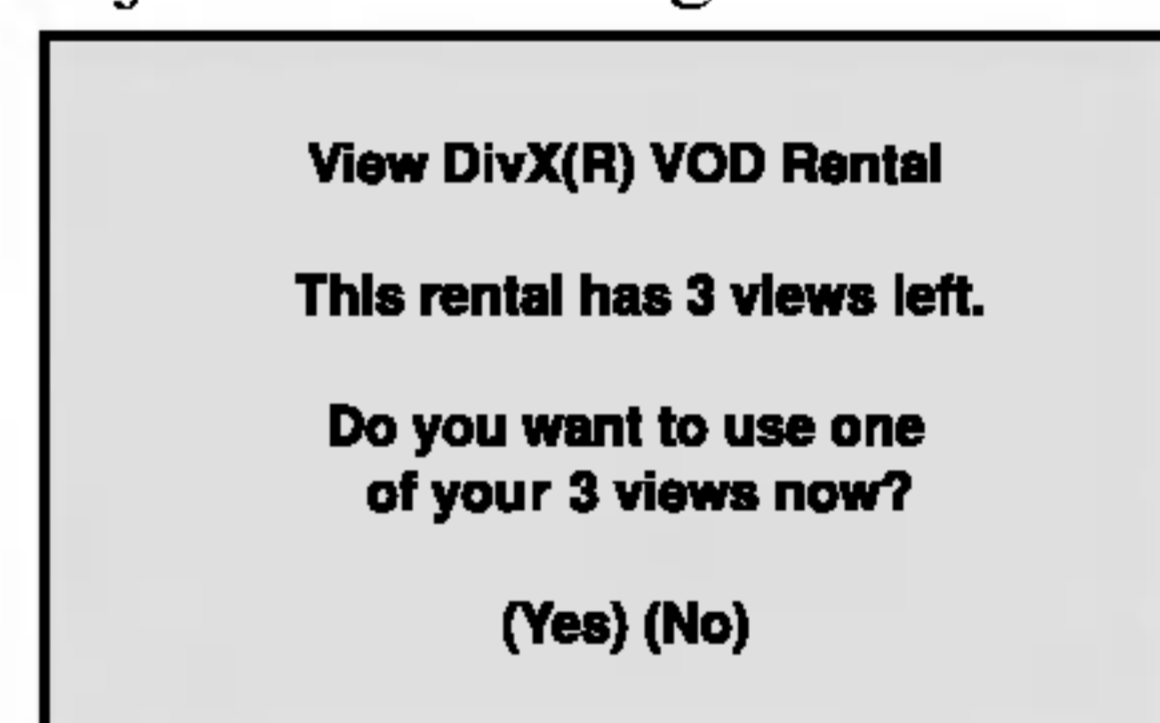 View DivX(R) VOD Rental
This rental has 3 views left.
Do you want to use one
of your 3 views now?
(Yes) (No)